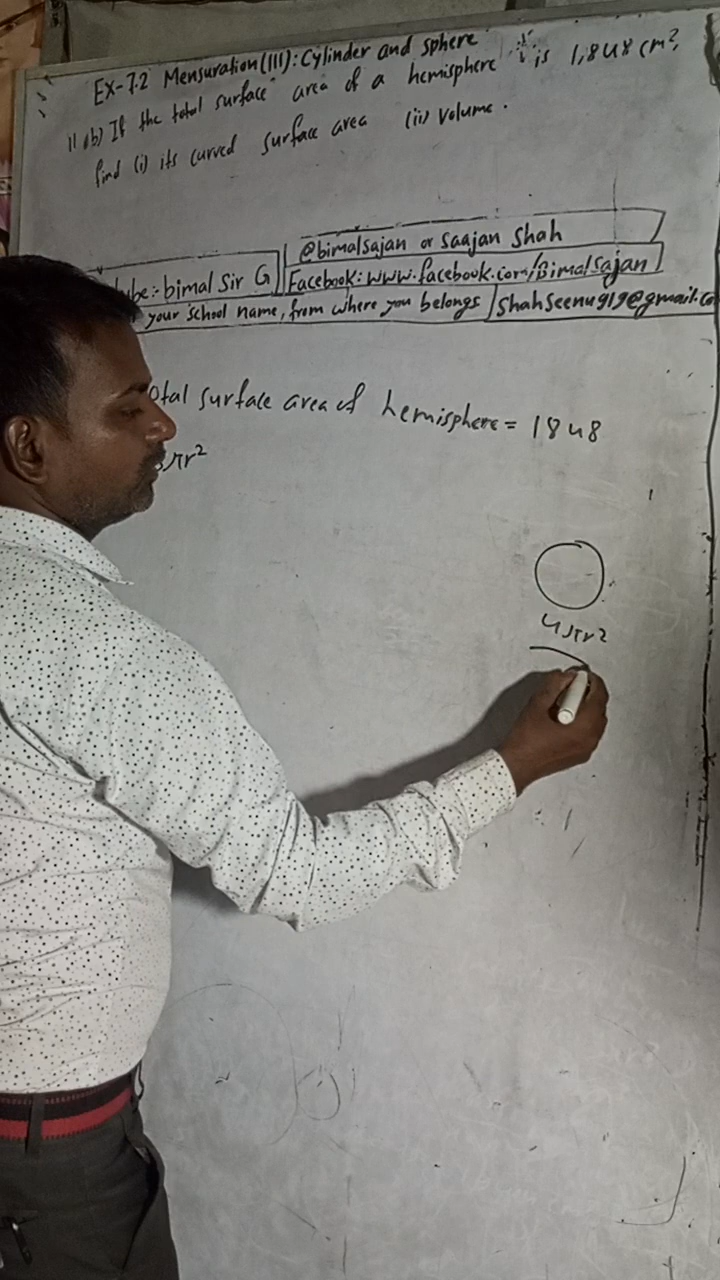 Ex-7.2 Mensuration (III): Cylinder and sphere
11.(b) If the total surface area of a hemisphere is 1,848 cm².
find (i) its curved surface area (ii) volume.
@bimalsajan or Saajan Shah
tube:- bimal Sir G
Facebook: www.facebook.com/Bimalsajan
your school name, from where you belongs / Shahseenu919@gmail.co
otal surface area of hemisphere = 1848
3πr²
4πr²